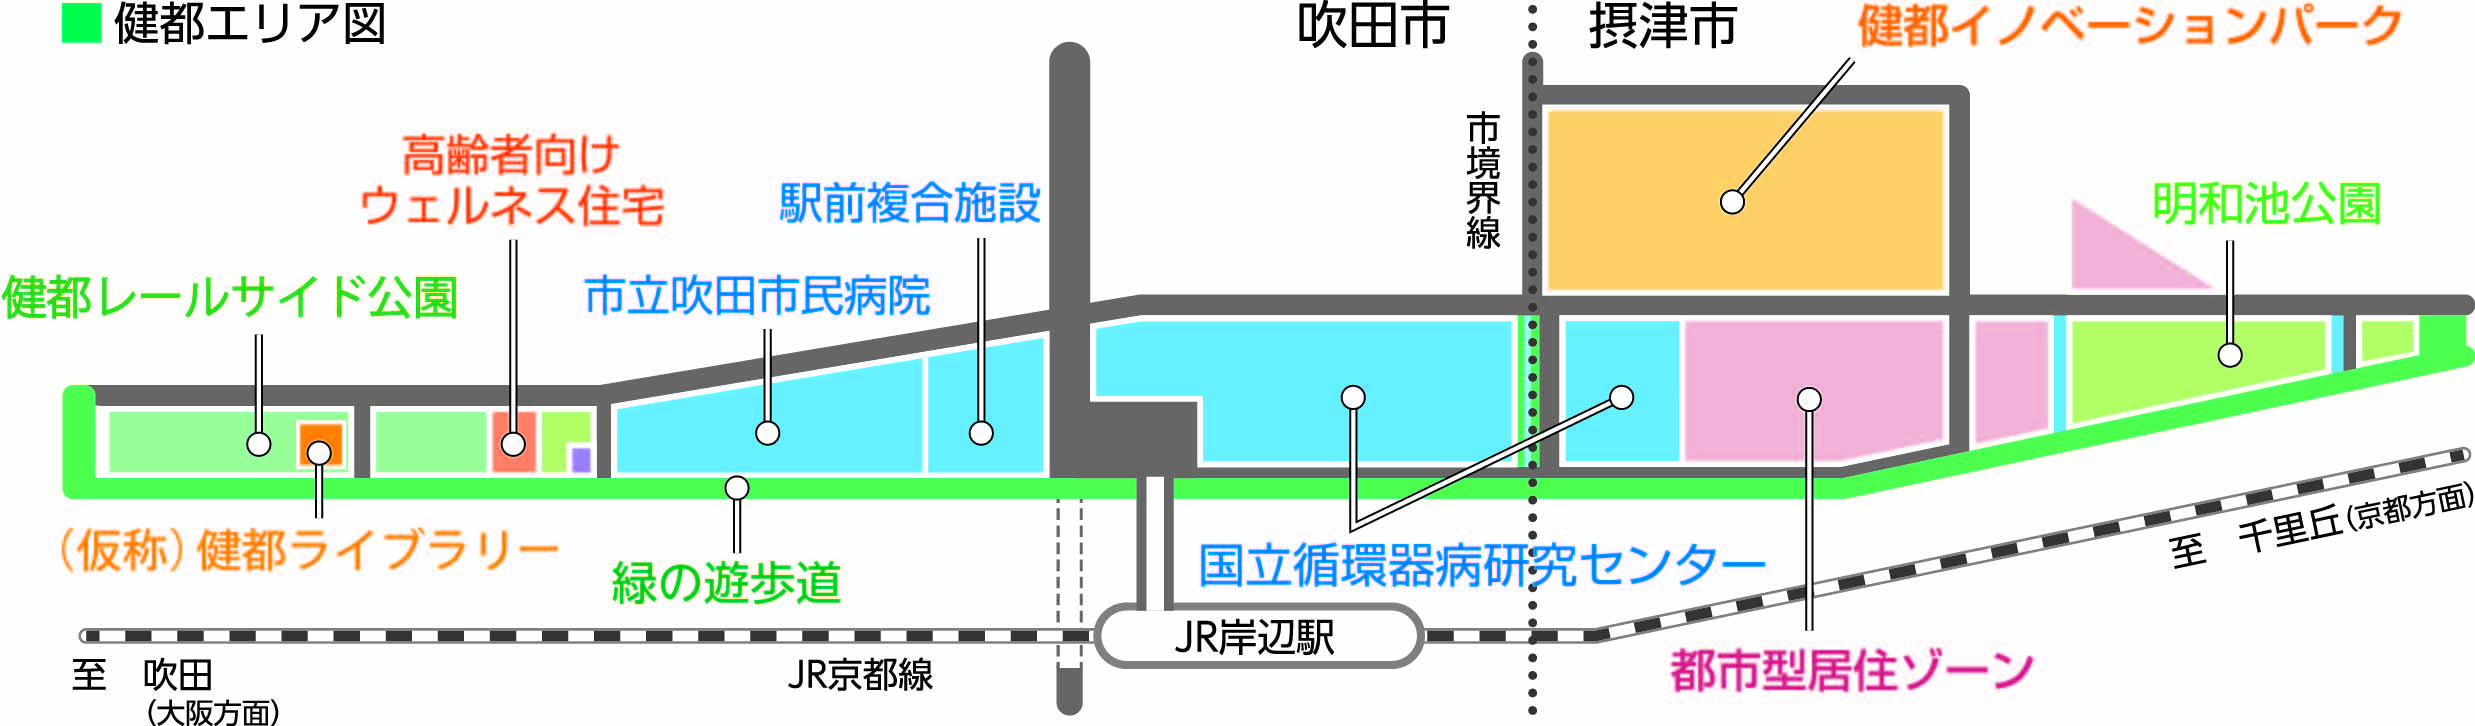 健都エリア図
吹田市
摂津市
健都イノベーションパーク
市境界線
高齢者向け
ウェルネス住宅
駅前複合施設
明和池公園
健都レールサイド公園
市立吹田市民病院
(仮称)健都ライブラリー
緑の遊歩道
国立循環器病研究センター
至 千里丘(京都方面)
JR岸辺駅
都市型居住ゾーン
至 吹田
(大阪方面)
JR京都線